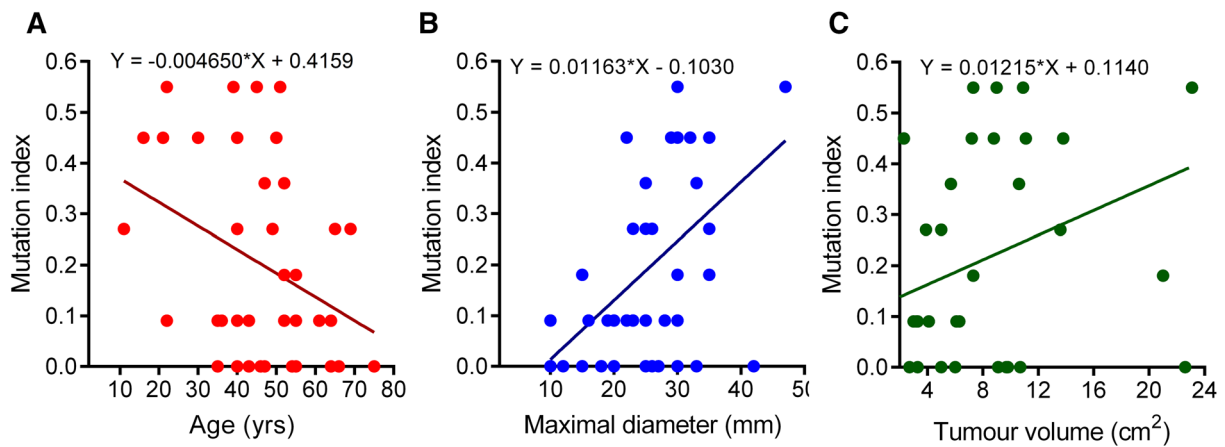 A
Y = -0.004650*X + 0.4159
Mutation index
0.6
0.5
0.4
0.3
0.2
0.1
0.0
10 20 30 40 50 60 70 80
Age (yrs)
B
Y = 0.01163*X - 0.1030
Mutation index
0.6
0.5
0.4
0.3
0.2
0.1
0.0
10 20 30 40 50
Maximal diameter (mm)
C
Y = 0.01215*X + 0.1140
Mutation index
0.6
0.5
0.4
0.3
0.2
0.1
0.0
4 8 12 16 20 24
Tumour volume (cm²)